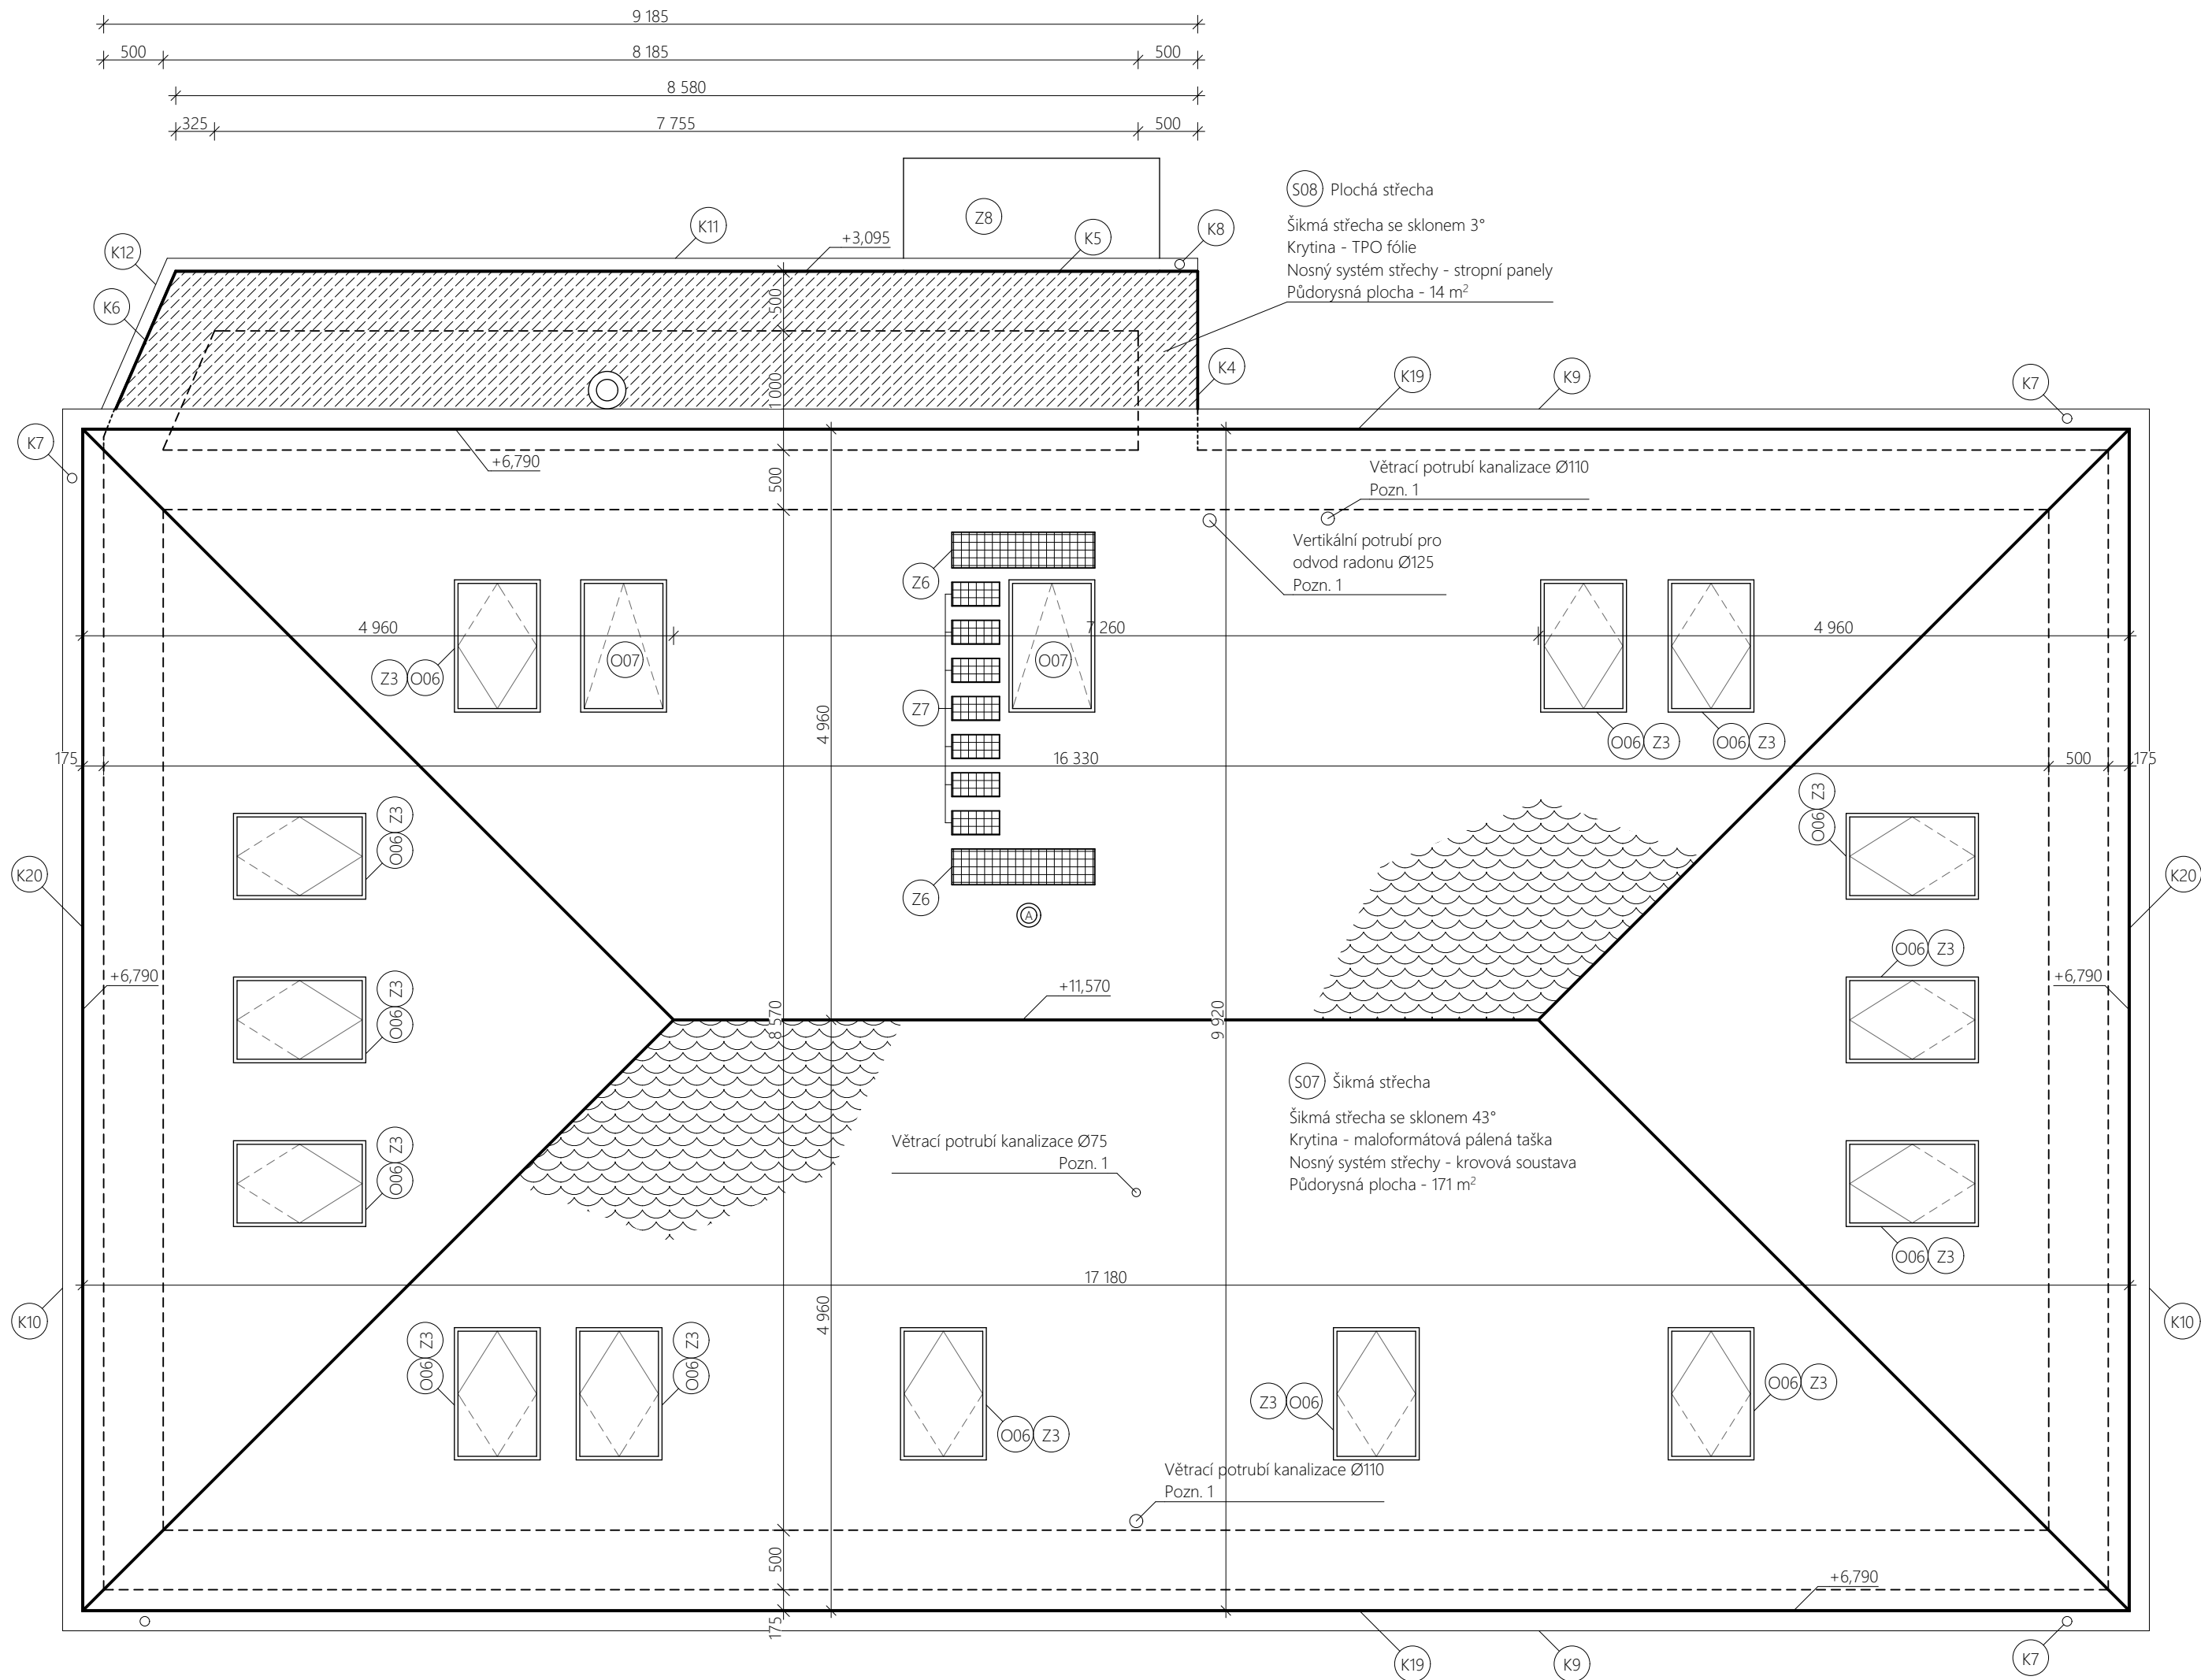 9 185
500
8 185
500
8 580
325
7 755
500
S08 Plochá střecha
Šikmá střecha se sklonem 3°
Krytina - TPO fólie
Nosný systém střechy - stropní panely
Půdorysná plocha - 14 m²
Z8
K11
K5
K8
K12
+3,095
K6
500
K4
1 000
K19
K9
K7
K7
+6,790
500
Větrací potrubí kanalizace Ø110
Pozn. 1
Vertikální potrubí pro
odvod radonu Ø125
Pozn. 1
Z6
4 960
7 260
4 960
O07
O07
Z3 O06
Z7
4 960
O06 Z3
O06 Z3
175
16 330
500
175
Z3
O06
Z3
O06
K20
K20
Z6
A
+6,790
Z3
O06
+11,570
O06 Z3
+6,790
8 570
9 920
S07 Šikmá střecha
Šikmá střecha se sklonem 43°
Krytina - maloformátová pálená taška
Nosný systém střechy - krovová soustava
Půdorysná plocha - 171 m²
Z3
O06
Větrací potrubí kanalizace Ø75
Pozn. 1
O06 Z3
17 180
K10
K10
4 960
Z3
O06
Z3
O06
O06 Z3
Z3 O06
O06 Z3
Větrací potrubí kanalizace Ø110
Pozn. 1
500
+6,790
175
K19
K9
K7